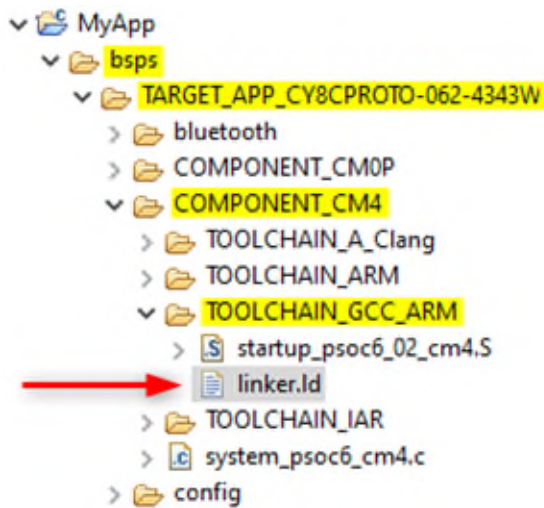 MyApp
bsps
TARGET_APP_CY8CPROTO-062-4343W
bluetooth
COMPONENT_CM0P
COMPONENT_CM4
TOOLCHAIN_A_Clang
TOOLCHAIN_ARM
TOOLCHAIN_GCC_ARM
startup_psoc6_02_cm4.S
linker.ld
TOOLCHAIN_IAR
system_psoc6_cm4.c
config